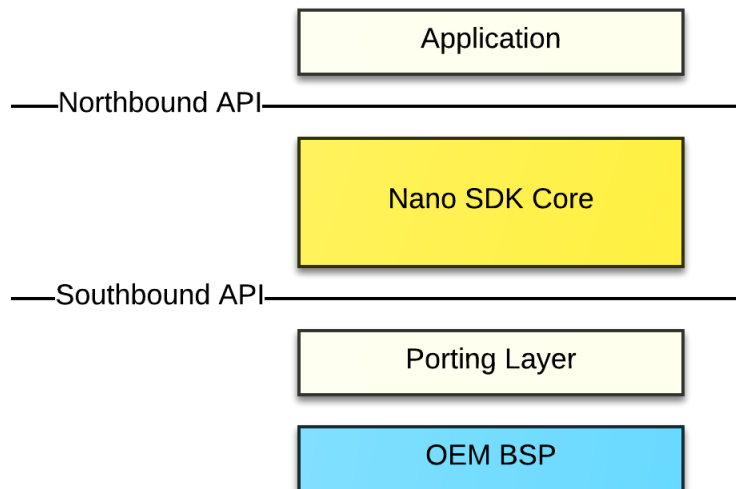 Application
Northbound API
Nano SDK Core
Southbound API
Porting Layer
OEM BSP